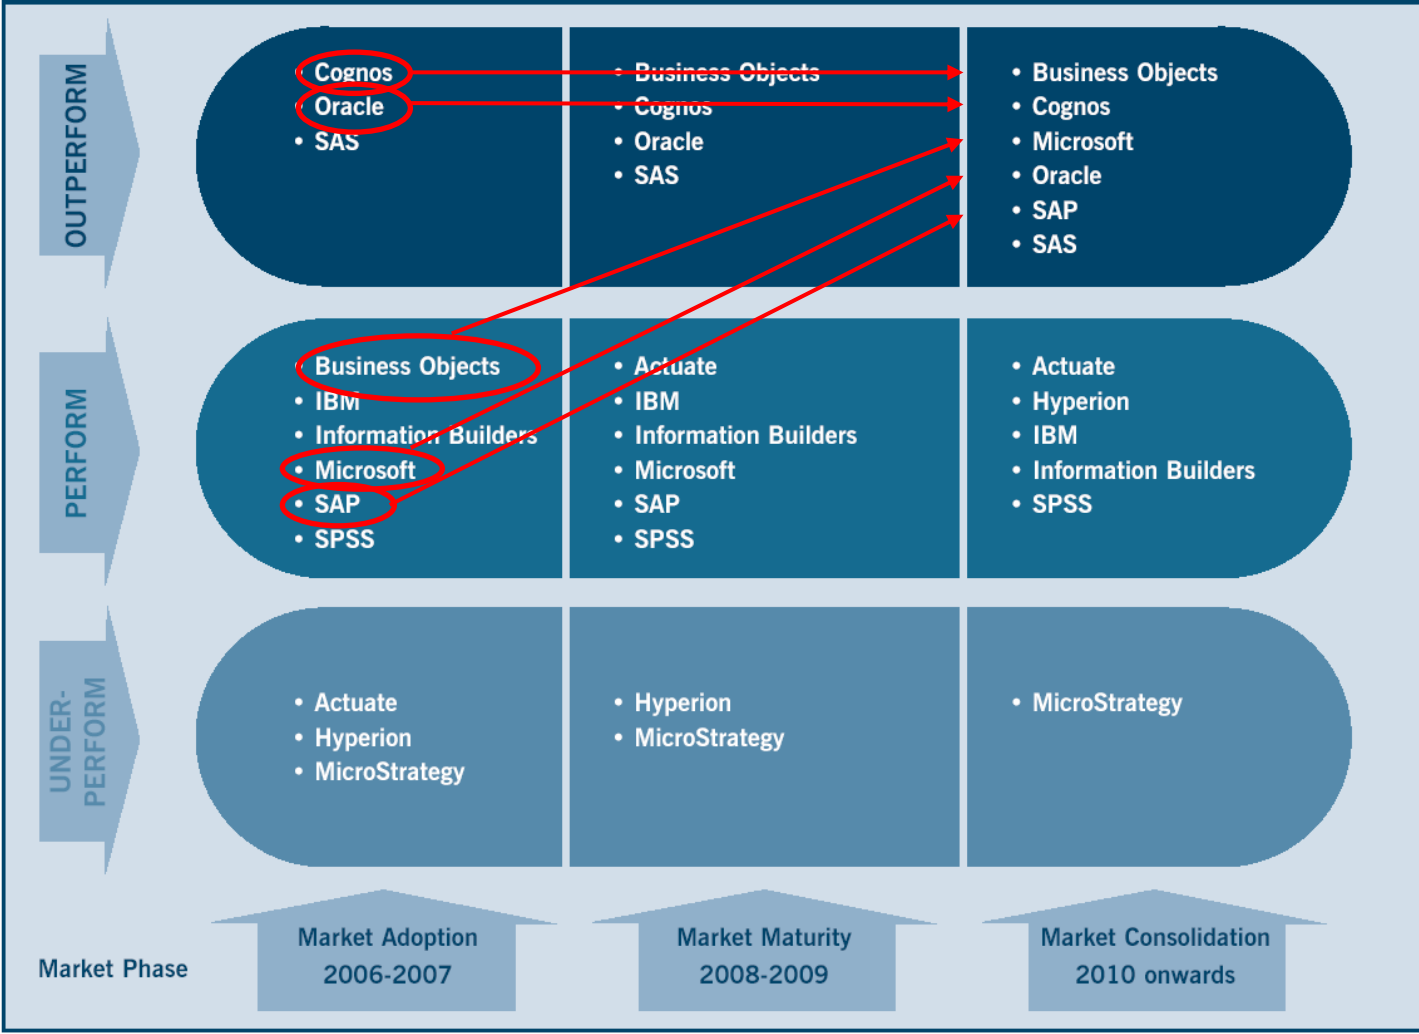 OUTPERFORM
• Cognos
• Oracle
• SAS
• Business Objects
• Cognos
• Oracle
• SAS
• Business Objects
• Cognos
• Microsoft
• Oracle
• SAP
• SAS
PERFORM
• Business Objects
• IBM
• Information Builders
• Microsoft
• SAP
• SPSS
• Actuate
• IBM
• Information Builders
• Microsoft
• SAP
• SPSS
• Actuate
• Hyperion
• IBM
• Information Builders
• SPSS
UNDER-
PERFORM
• Actuate
• Hyperion
• MicroStrategy
• Hyperion
• MicroStrategy
• MicroStrategy
Market Phase
Market Adoption
2006-2007
Market Maturity
2008-2009
Market Consolidation
2010 onwards